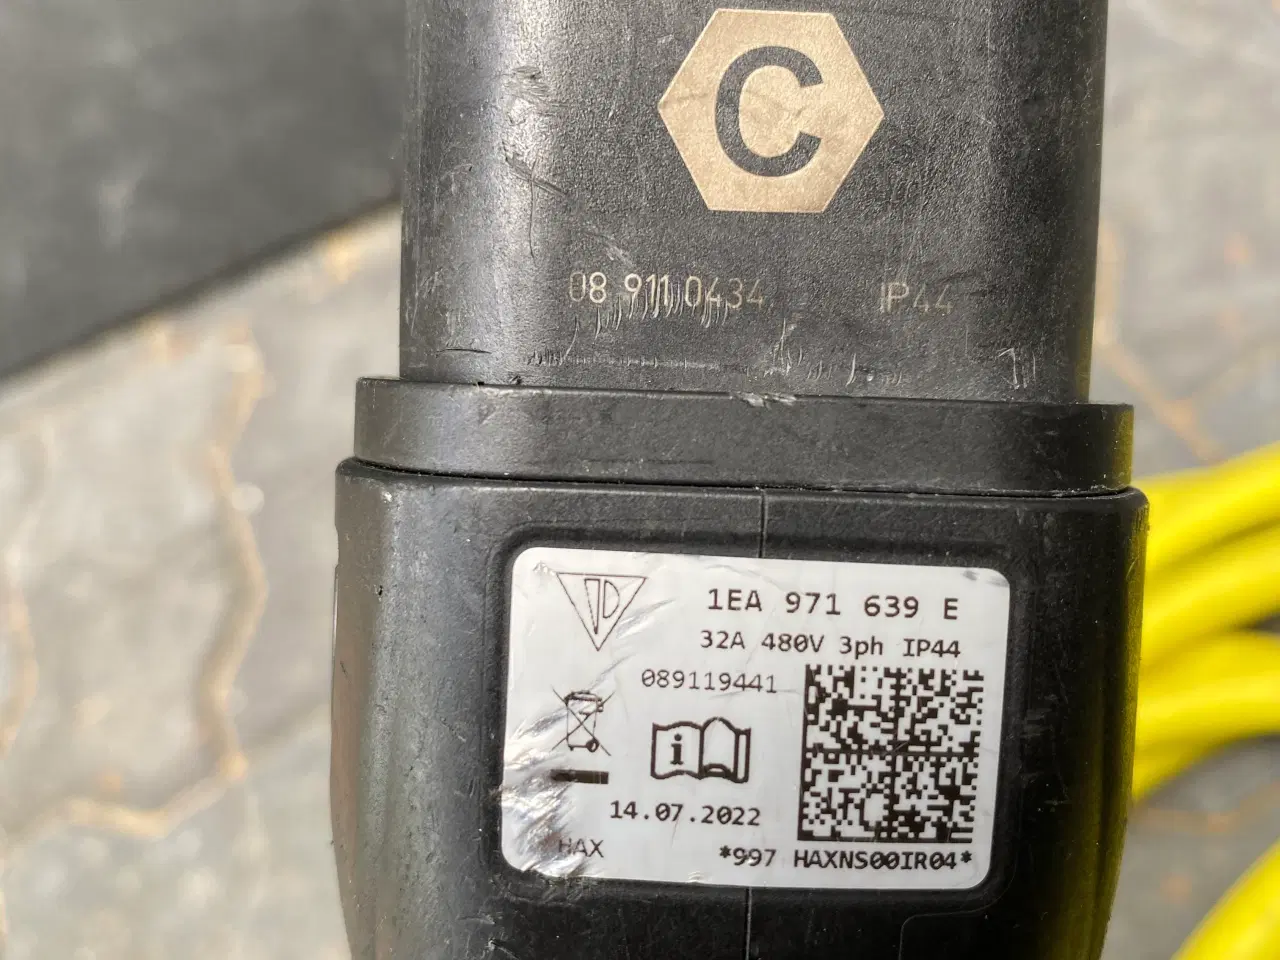 C
08 911 0434 IP44
1EA 971 639 E
32A 480V 3ph IP44
089119441
i
14.07.2022
HAX *997 HAXNS00IR04*